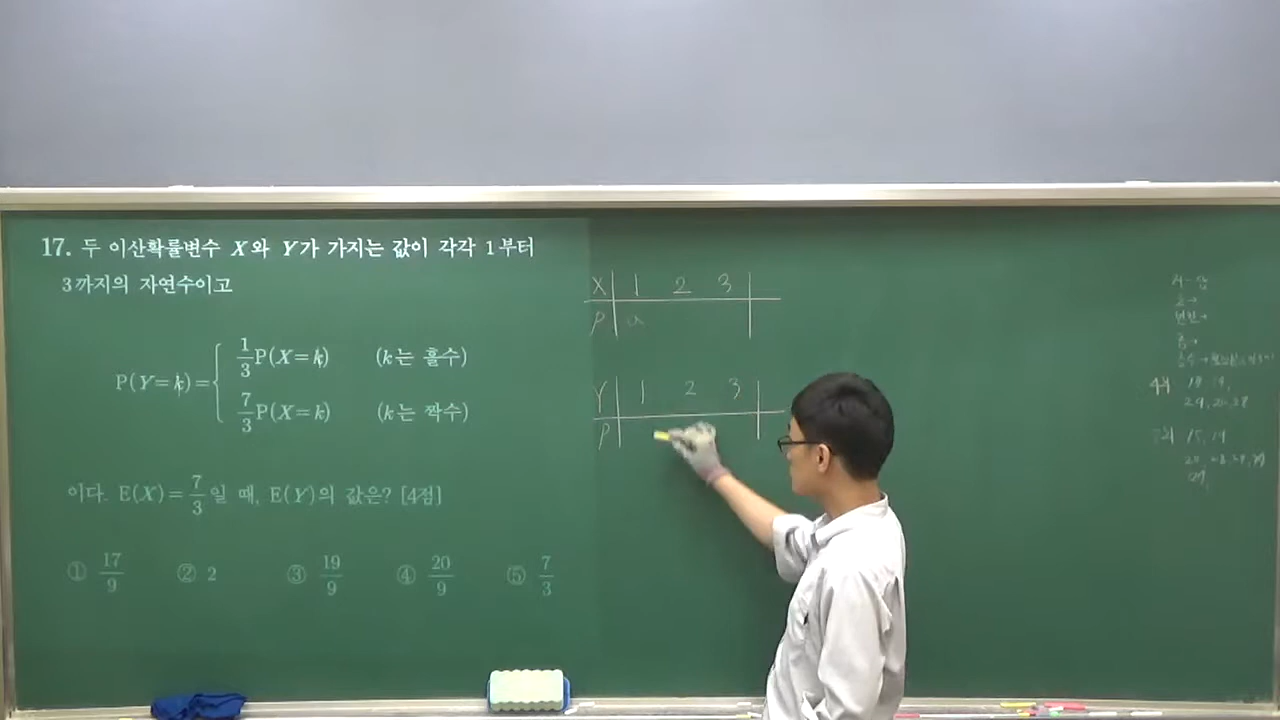 17. 두 이산확률변수 X와 Y가 가지는 값이 각각 1부터
3까지의 자연수이고
P(Y=k)= { 1/3 P(X=k) (k는 홀수)
7/3 P(X=k) (k는 짝수)
이다. E(X)= 7/3 일 때, E(Y)의 값은? [4점]
① 17/9 ② 2 ③ 19/9 ④ 20/9 ⑤ 7/3
X 1 2 3
P a
Y 1 2 3
P